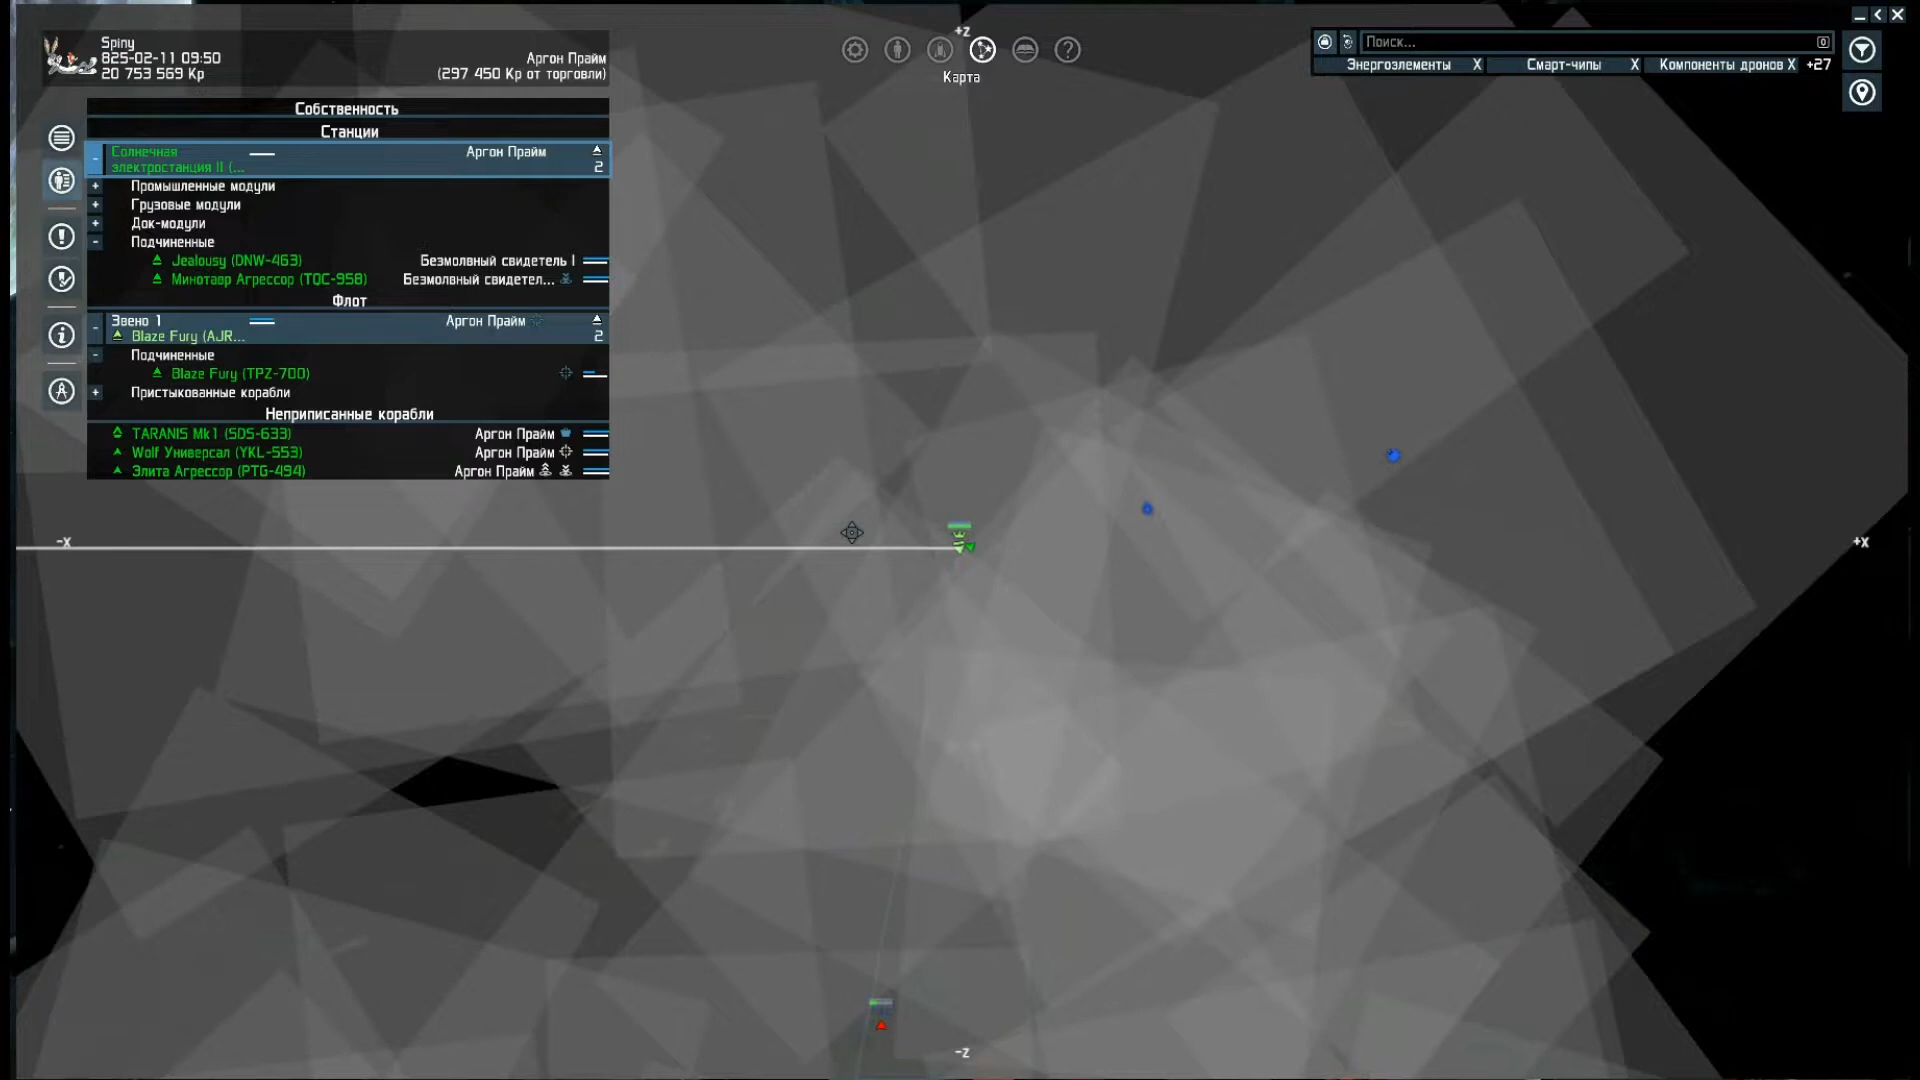 Spiny
825-02-11 09:50
20 753 569 Кр
Аргон Прайм
(297 450 Кр от торговли)
+Z
Карта
Поиск...
Энергоэлементы X
Смарт-чипы X
Компоненты дронов X
+27
Собственность
Станции
Солнечная
электростанция II (...
Аргон Прайм
2
+ Промышленные модули
+ Грузовые модули
+ Док-модули
- Подчиненные
Jealousy (DNW-463) Безмолвный свидетель I
Минотавр Агрессор (TQC-958) Безмолвный свидетел...
Флот
Звено 1 Аргон Прайм
Blaze Fury (AJR... 2
- Подчиненные
Blaze Fury (TPZ-700)
+ Пристыкованные корабли
Неприписанные корабли
TARANIS Mk1 (SDS-633) Аргон Прайм
Wolf Универсал (YKL-553) Аргон Прайм
Элита Агрессор (PTG-494) Аргон Прайм
-X
+X
-Z